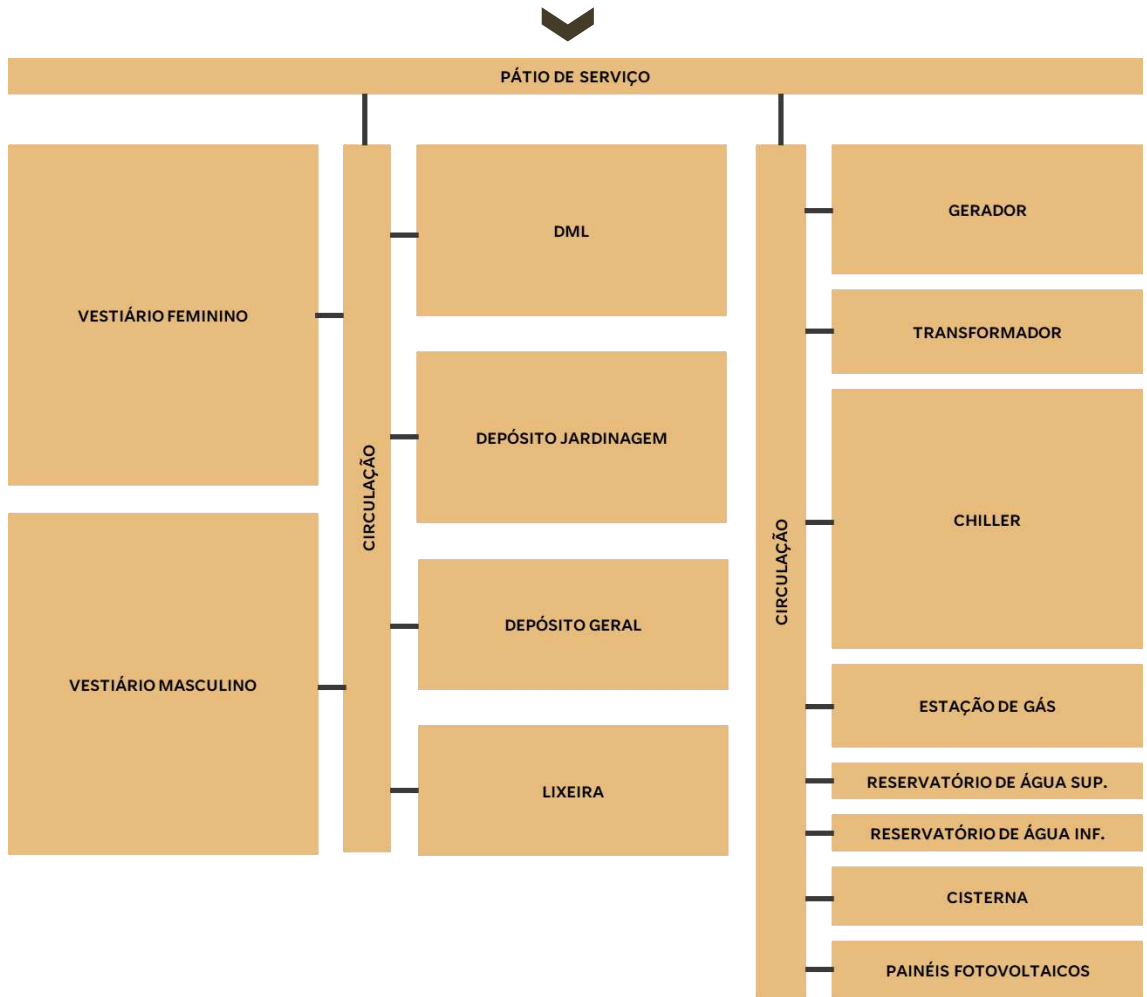 PÁTIO DE SERVIÇO
VESTIÁRIO FEMININO
VESTIÁRIO MASCULINO
CIRCULAÇÃO
DML
DEPÓSITO JARDINAGEM
DEPÓSITO GERAL
LIXEIRA
CIRCULAÇÃO
GERADOR
TRANSFORMADOR
CHILLER
ESTAÇÃO DE GÁS
RESERVATÓRIO DE ÁGUA SUP.
RESERVATÓRIO DE ÁGUA INF.
CISTERNA
PAINÉIS FOTOVOLTAICOS